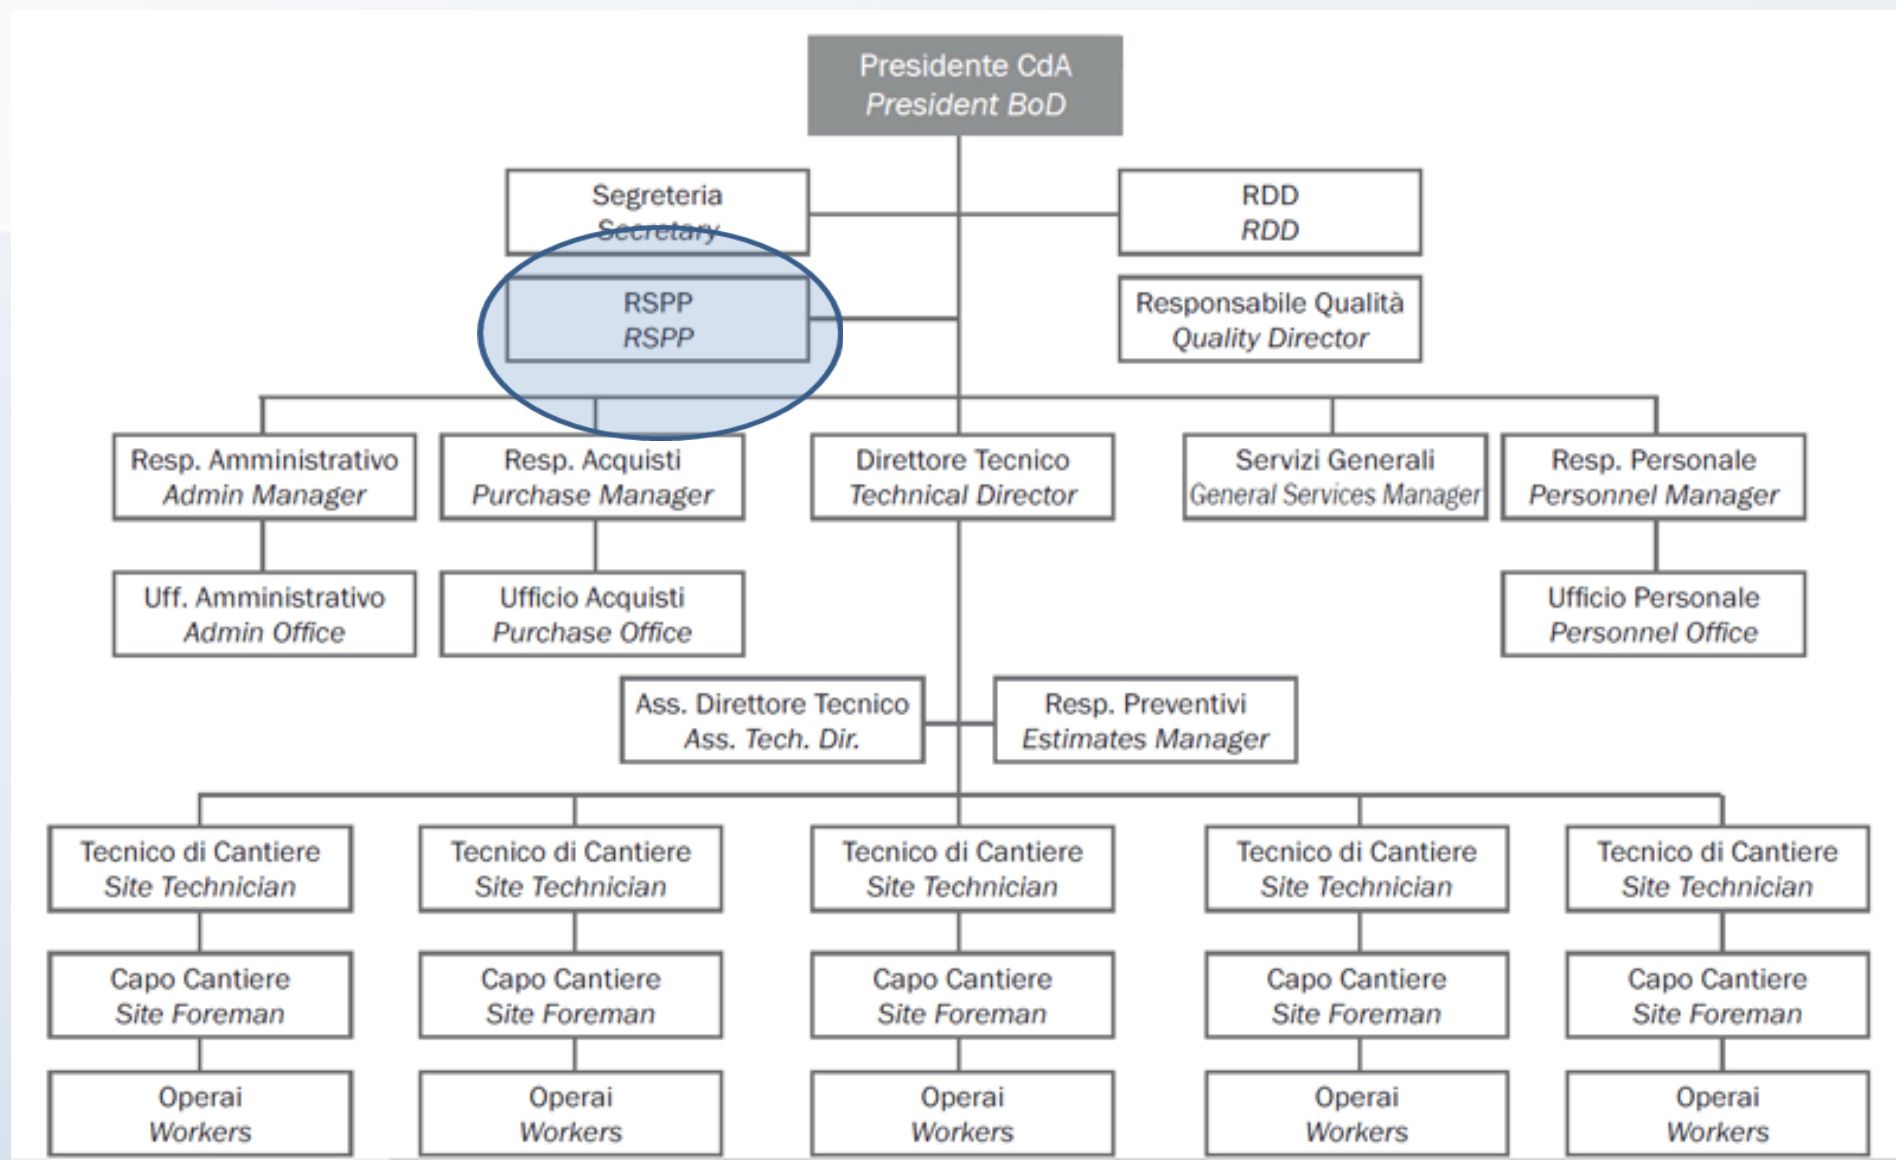 Presidente CdA
President BoD
Segreteria
Secretary
RDD
RDD
RSPP
RSPP
Responsabile Qualità
Quality Director
Resp. Amministrativo
Admin Manager
Resp. Acquisti
Purchase Manager
Direttore Tecnico
Technical Director
Servizi Generali
General Services Manager
Resp. Personale
Personnel Manager
Uff. Amministrativo
Admin Office
Ufficio Acquisti
Purchase Office
Ufficio Personale
Personnel Office
Ass. Direttore Tecnico
Ass. Tech. Dir.
Resp. Preventivi
Estimates Manager
Tecnico di Cantiere
Site Technician
Tecnico di Cantiere
Site Technician
Tecnico di Cantiere
Site Technician
Tecnico di Cantiere
Site Technician
Tecnico di Cantiere
Site Technician
Capo Cantiere
Site Foreman
Capo Cantiere
Site Foreman
Capo Cantiere
Site Foreman
Capo Cantiere
Site Foreman
Capo Cantiere
Site Foreman
Operai
Workers
Operai
Workers
Operai
Workers
Operai
Workers
Operai
Workers